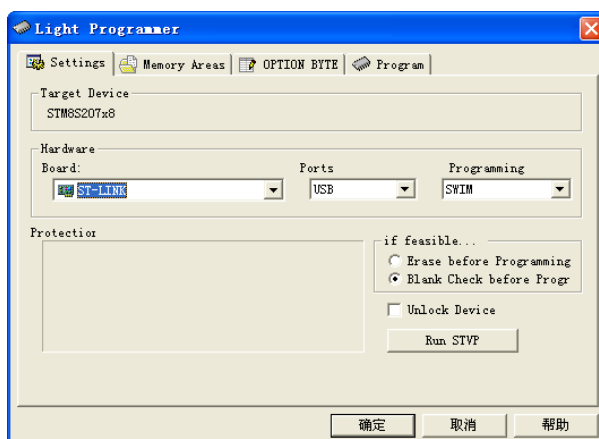 Light Programmer
Settings Memory Areas OPTION BYTE Program
Target Device
STM8S207x8
Hardware
Board: Ports Programming
ST-LINK USB SWIM
Protection
if feasible...
Erase before Programming
Blank Check before Progr
Unlock Device
Run STVP
确定 取消 帮助